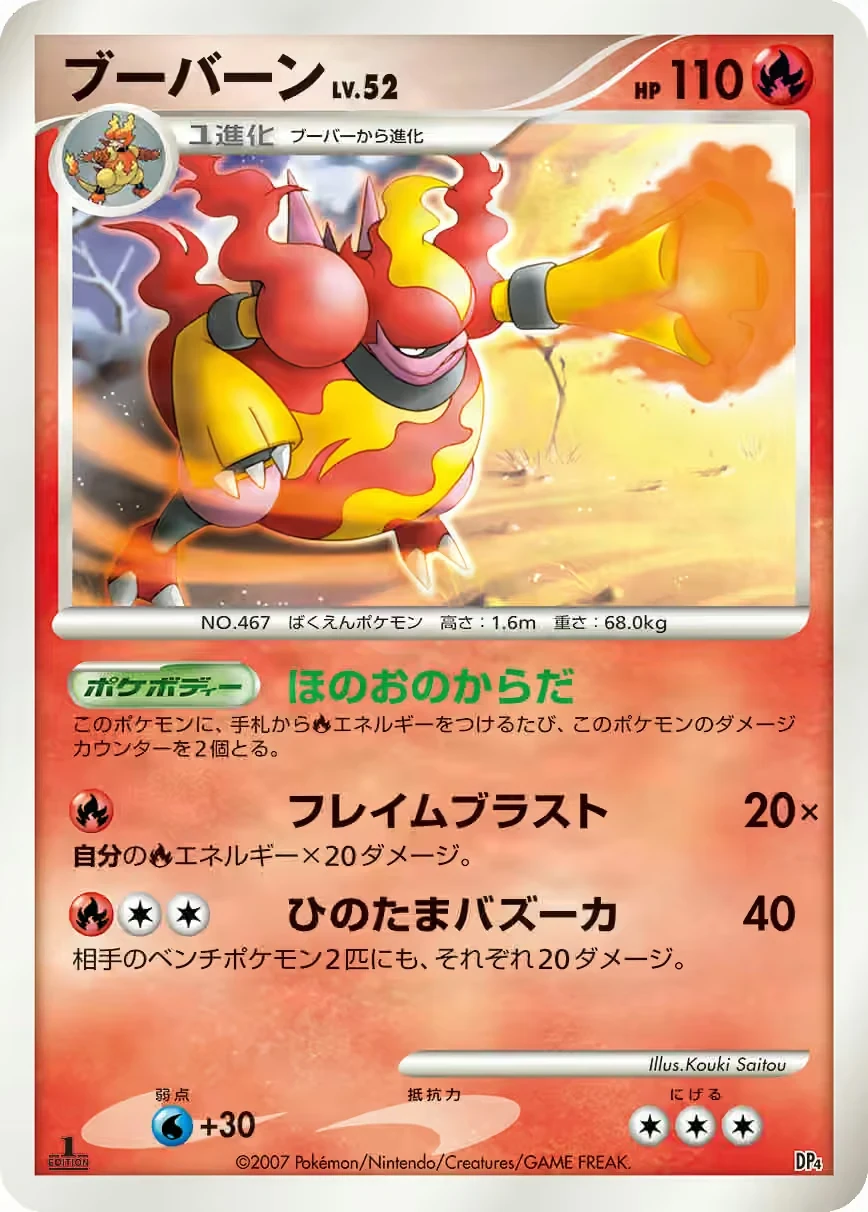 ブーバーン LV.52 HP 110
1進化 ブーバーから進化
NO.467 ばくえんポケモン 高さ：1.6m 重さ：68.0kg
ポケボディー ほのおのからだ
このポケモンに、手札からエネルギーをつけるたび、このポケモンのダメージ
カウンターを2個とる。
フレイムブラスト 20×
自分のエネルギー×20ダメージ。
ひのたまバズーカ 40
相手のベンチポケモン2匹にも、それぞれ20ダメージ。
Illus.Kouki Saitou
弱点 抵抗力 にげる
+30
1 EDITION
©2007 Pokémon/Nintendo/Creatures/GAME FREAK.
DP4